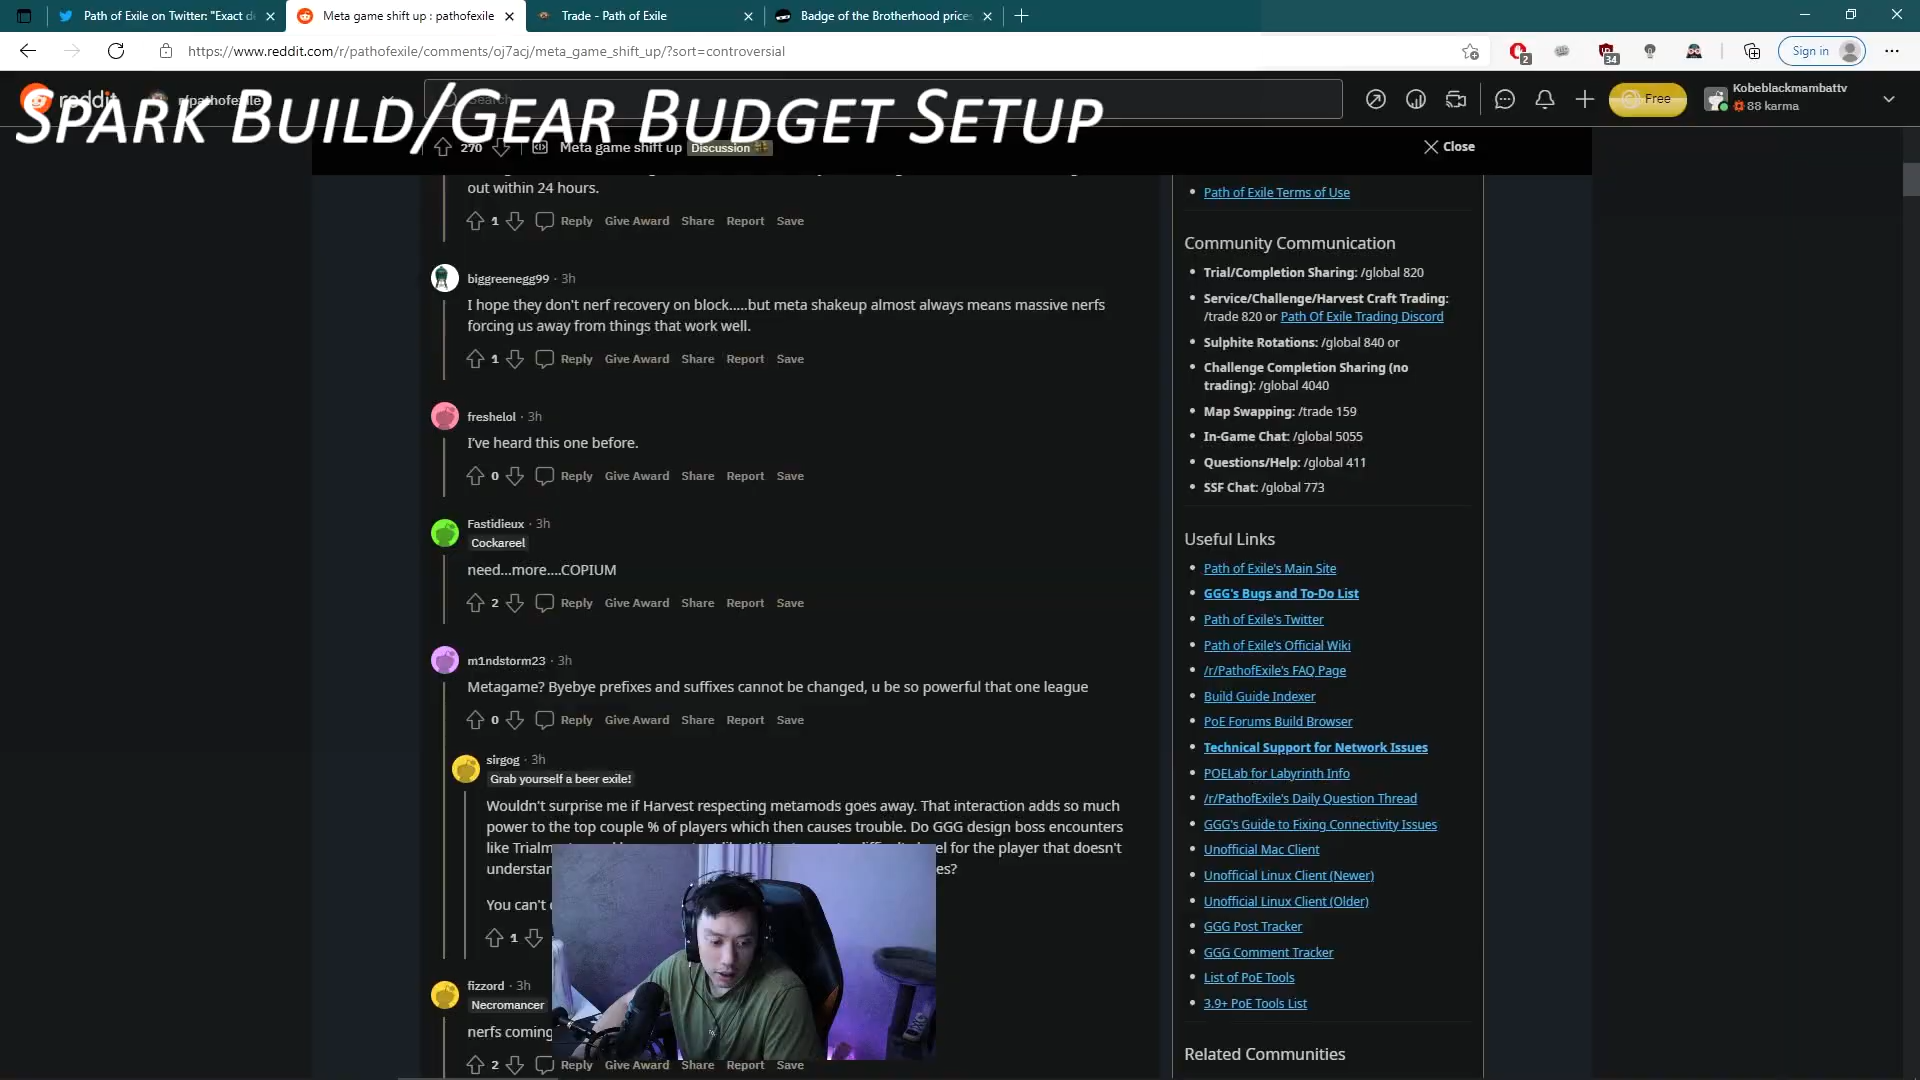 Path of Exile on Twitter: "Exact d
Meta game shift up : pathofexile
Trade - Path of Exile
Badge of the Brotherhood prices
https://www.reddit.com/r/pathofexile/comments/oj7acj/meta_game_shift_up/?sort=controversial
2
34
Sign in
reddit
r/pathofexile
Search
Free
Kobeblackmambattv
88 karma
Spark Build/Gear Budget Setup
270
Meta game shift up
Discussion
Close
out within 24 hours.
1 Reply Give Award Share Report Save
biggreenegg99 · 3h
I hope they don't nerf recovery on block.....but meta shakeup almost always means massive nerfs
forcing us away from things that work well.
1 Reply Give Award Share Report Save
freshelol · 3h
I've heard this one before.
0 Reply Give Award Share Report Save
Fastidieux · 3h
Cockareel
need...more....COPIUM
2 Reply Give Award Share Report Save
m1ndstorm23 · 3h
Metagame? Byebye prefixes and suffixes cannot be changed, u be so powerful that one league
0 Reply Give Award Share Report Save
sirgog · 3h
Grab yourself a beer exile!
Wouldn't surprise me if Harvest respecting metamods goes away. That interaction adds so much
power to the top couple % of players which then causes trouble. Do GGG design boss encounters
like for the player that doesn't
es?
You can't
1
fizzord · 3h
Necromancer
nerfs coming
2 Reply Give Award Share Report Save
Path of Exile Terms of Use
Community Communication
Trial/Completion Sharing: /global 820
Service/Challenge/Harvest Craft Trading:
/trade 820 or Path Of Exile Trading Discord
Sulphite Rotations: /global 840 or
Challenge Completion Sharing (no
trading): /global 4040
Map Swapping: /trade 159
In-Game Chat: /global 5055
Questions/Help: /global 411
SSF Chat: /global 773
Useful Links
Path of Exile's Main Site
GGG's Bugs and To-Do List
Path of Exile's Twitter
Path of Exile's Official Wiki
/r/PathofExile's FAQ Page
Build Guide Indexer
PoE Forums Build Browser
Technical Support for Network Issues
POELab for Labyrinth Info
/r/PathofExile's Daily Question Thread
GGG's Guide to Fixing Connectivity Issues
Unofficial Mac Client
Unofficial Linux Client (Newer)
Unofficial Linux Client (Older)
GGG Post Tracker
GGG Comment Tracker
List of PoE Tools
3.9+ PoE Tools List
Related Communities